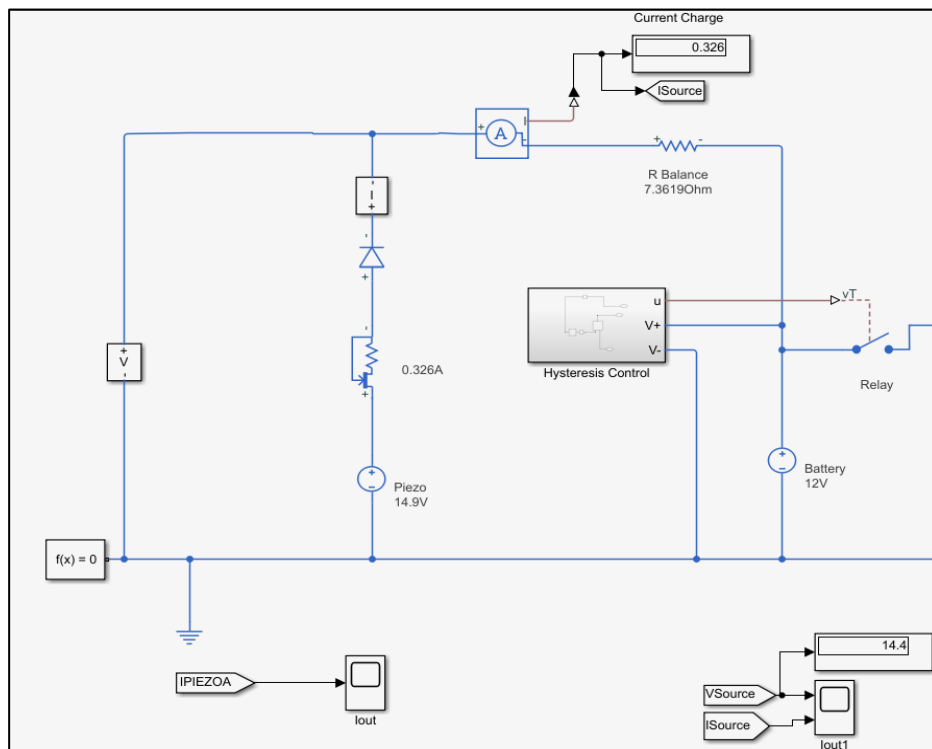 Current Charge
0.326
ISource
+
A
I
-
+
-
R Balance
7.3619Ohm
-
I
+
-
+
u
vT
V+
V-
Hysteresis Control
Relay
+
V
-
-
0.326A
+
+
-
Piezo
14.9V
+
-
Battery
12V
f(x) = 0
14.4
IPIEZOA
Iout
VSource
ISource
Iout1